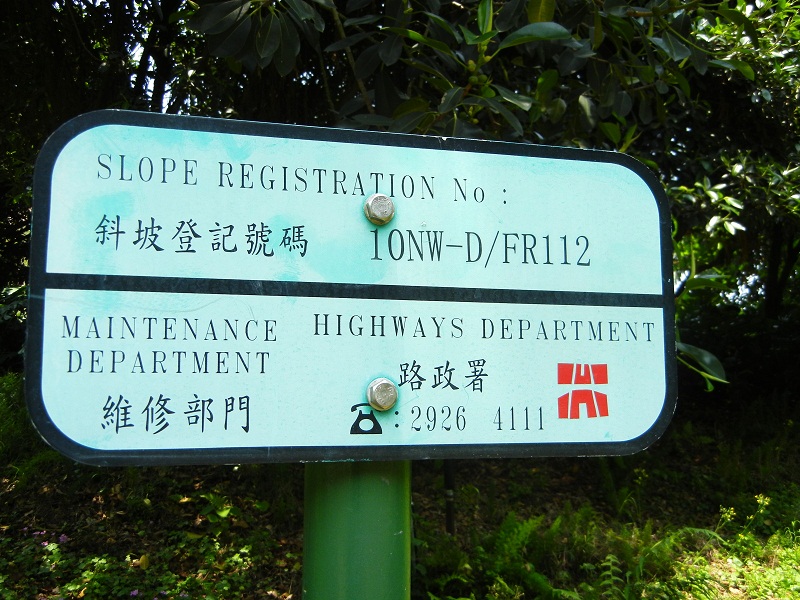 SLOPE REGISTRATION No :
斜坡登記號碼 10NW-D/FR112
MAINTENANCE DEPARTMENT
維修部門
HIGHWAYS DEPARTMENT
路政署
: 2926 4111